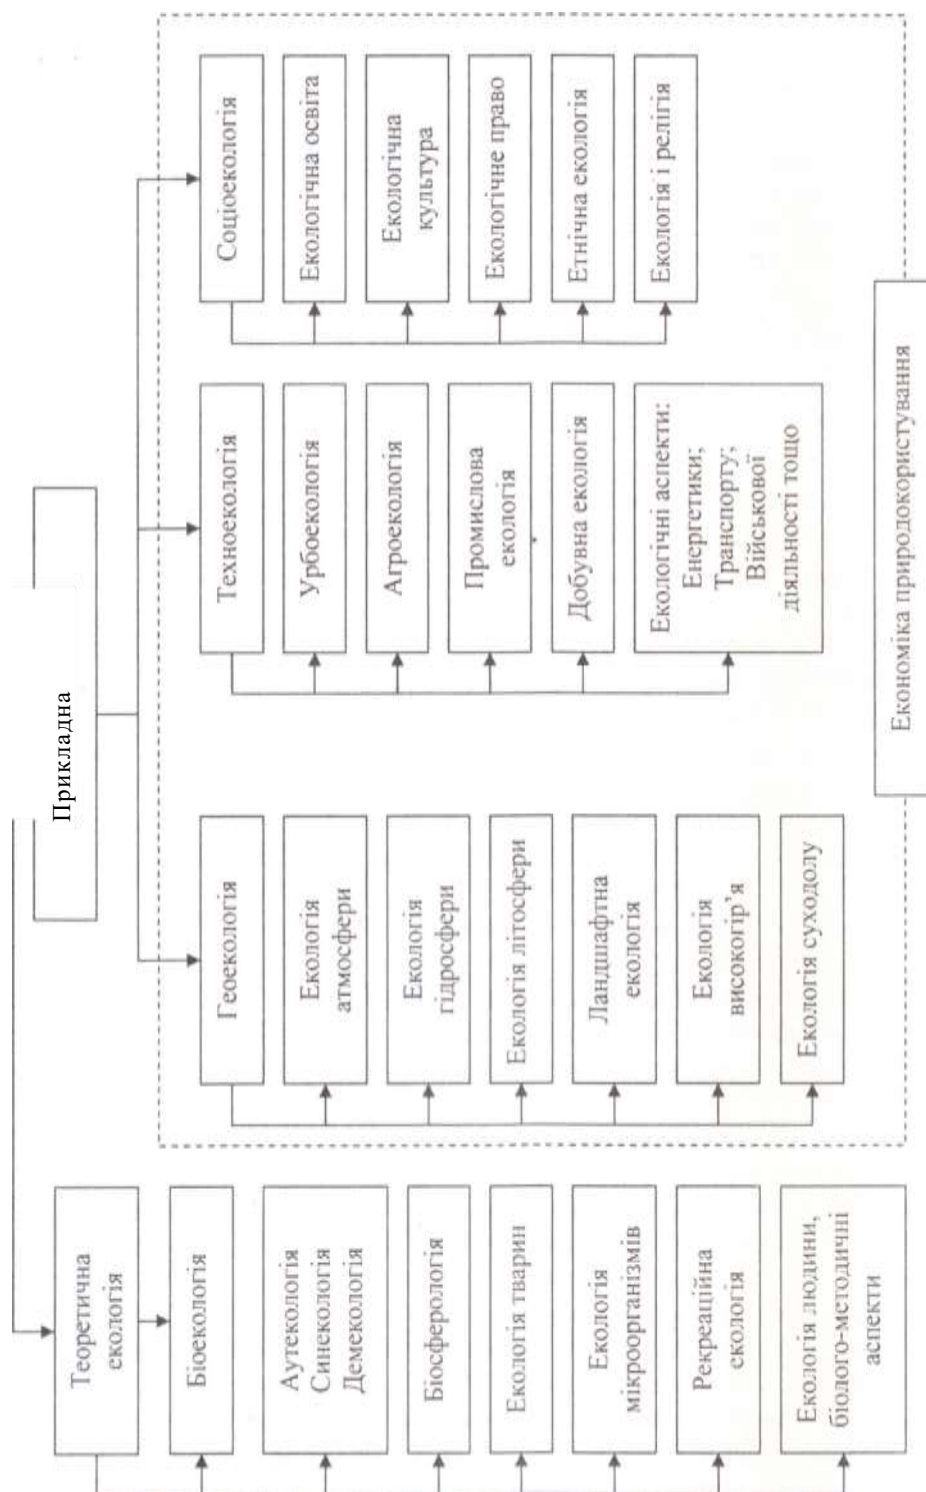 Прикладна
Теоретична
екологія
Біоекологія
Аутекологія
Синекологія
Демекологія
Біосферологія
Екологія тварин
Екологія
мікроорганізмів
Рекреаційна
екологія
Екологія людини,
біолого-методичні
аспекти
Геоекологія
Екологія
атмосфери
Екологія
гідросфери
Екологія літосфери
Ландшафтна
екологія
Екологія
високогір’я
Екологія суходолу
Техноекологія
Урбоекологія
Агроекологія
Промислова
екологія
Добувна екологія
Екологічні аспекти:
Енергетики;
Транспорту;
Військової
діяльності тощо
Соціоекологія
Екологічна освіта
Екологічна
культура
Екологічне право
Етнічна екологія
Екологія і релігія
Економіка природокористування